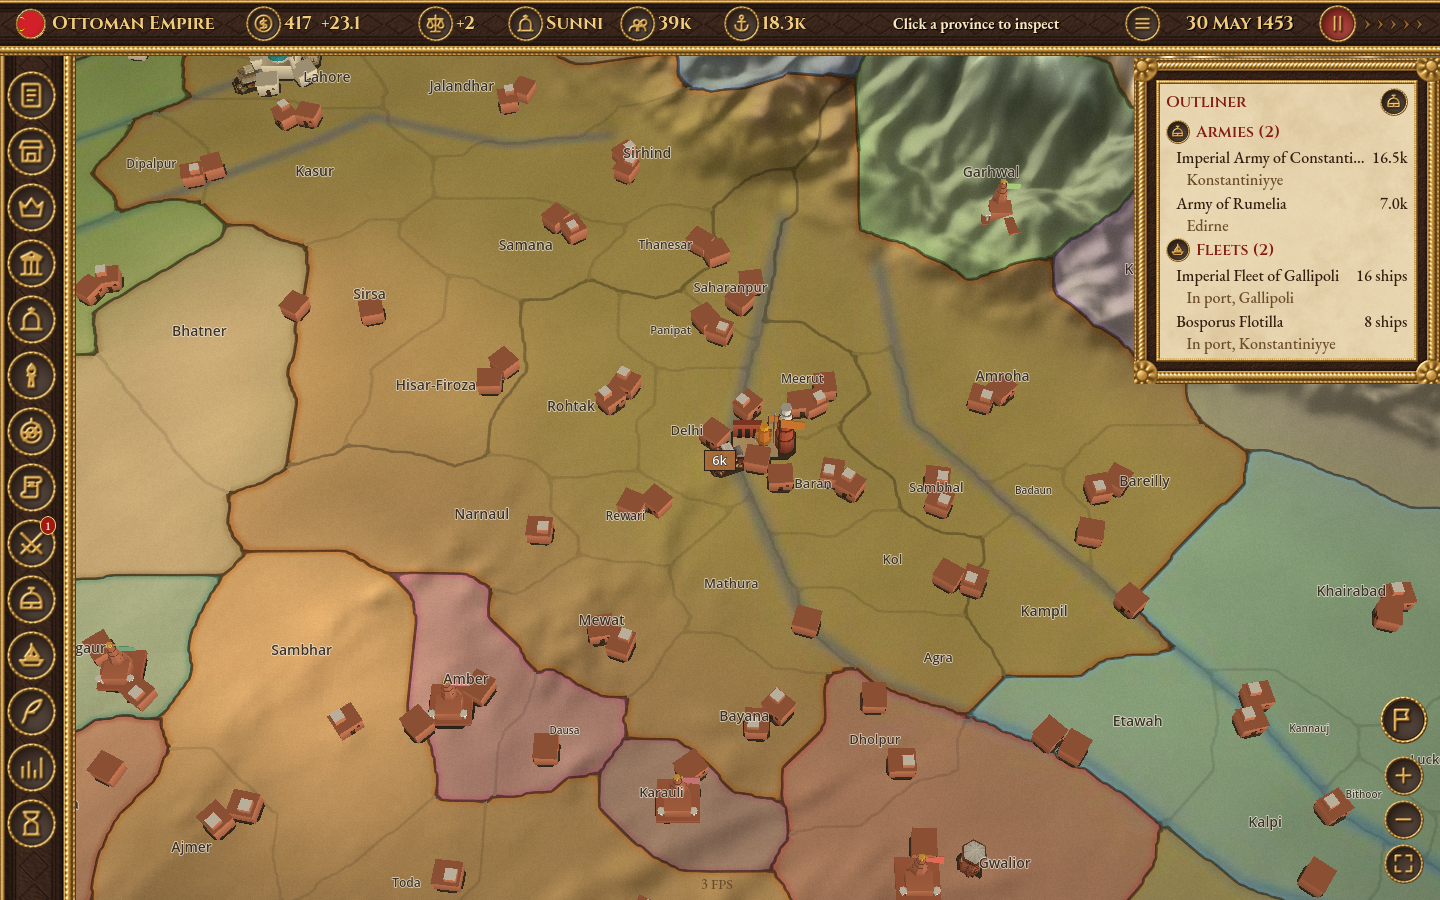 OTTOMAN EMPIRE 417 +23.1 +2 SUNNI 39K 18.3K Click a province to inspect 30 MAY 1453
OUTLINER
ARMIES (2)
Imperial Army of Constanti... 16.5k
Konstantiniyye
Army of Rumelia 7.0k
Edirne
FLEETS (2)
Imperial Fleet of Gallipoli 16 ships
In port, Gallipoli
Bosporus Flotilla 8 ships
In port, Konstantiniyye
Lahore
Jalandhar
Sirhind
Dipalpur
Kasur
Garhwal
Samana
Thanesar
K
Saharanpur
Sirsa
Bhatner
Panipat
Hisar-Firoza
Meerut
Amroha
Rohtak
Delhi
6k
Baran
Sambhal
Badaun
Bareilly
Narnaul
Rewari
1
Kol
Mathura
Khairabad
Kampil
Mewat
gaur
Sambhar
Agra
Amber
Bayana
Etawah
Dausa
Kannauj
Dholpur
Luck
Karauli
Bithoor
Kalpi
Ajmer
Gwalior
Toda
3 FPS